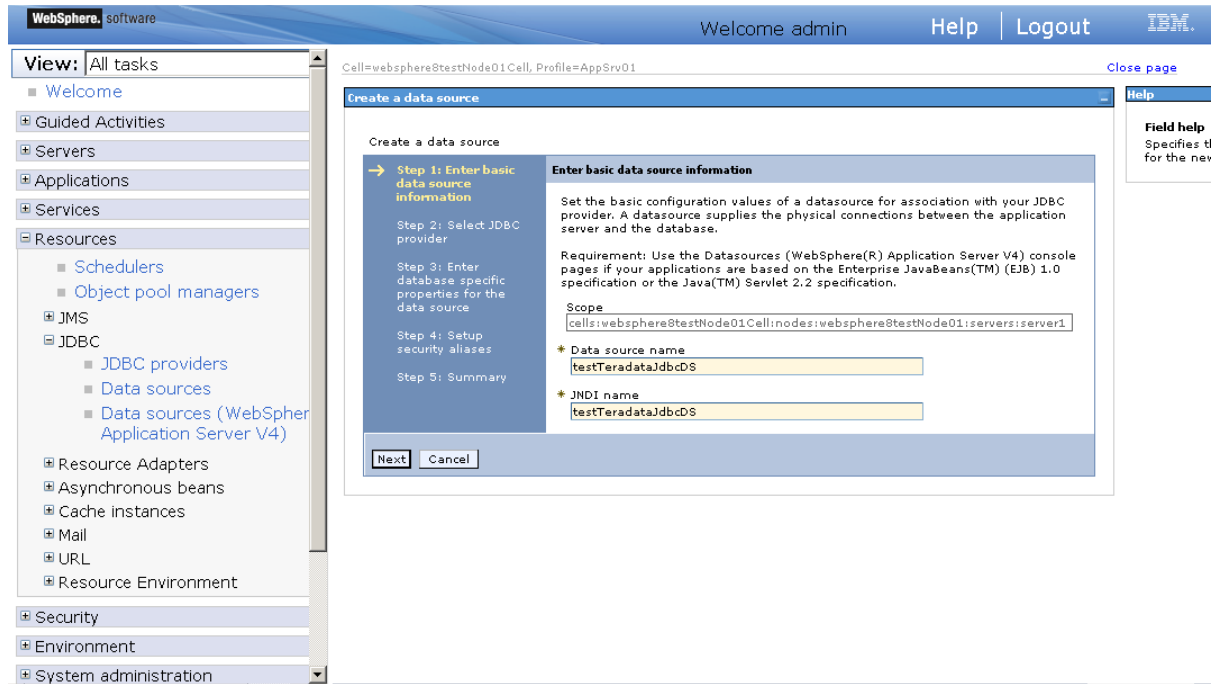 WebSphere. software
Welcome admin
Help
Logout
IBM.
View: All tasks
Welcome
Guided Activities
Servers
Applications
Services
Resources
Schedulers
Object pool managers
JMS
JDBC
JDBC providers
Data sources
Data sources (WebSpher
Application Server V4)
Resource Adapters
Asynchronous beans
Cache instances
Mail
URL
Resource Environment
Security
Environment
System administration
Cell=websphere8testNode01Cell, Profile=AppSrv01
Close page
Create a data source
Create a data source
Step 1: Enter basic
data source
information
Step 2: Select JDBC
provider
Step 3: Enter
database specific
properties for the
data source
Step 4: Setup
security aliases
Step 5: Summary
Enter basic data source information
Set the basic configuration values of a datasource for association with your JDBC
provider. A datasource supplies the physical connections between the application
server and the database.
Requirement: Use the Datasources (WebSphere(R) Application Server V4) console
pages if your applications are based on the Enterprise JavaBeans(TM) (EJB) 1.0
specification or the Java(TM) Servlet 2.2 specification.
Scope
cells:websphere8testNode01Cell:nodes:websphere8testNode01:servers:server1
* Data source name
testTeradataJdbcDS
* JNDI name
testTeradataJdbcDS
Next
Cancel
Help
Field help
Specifies t
for the ne